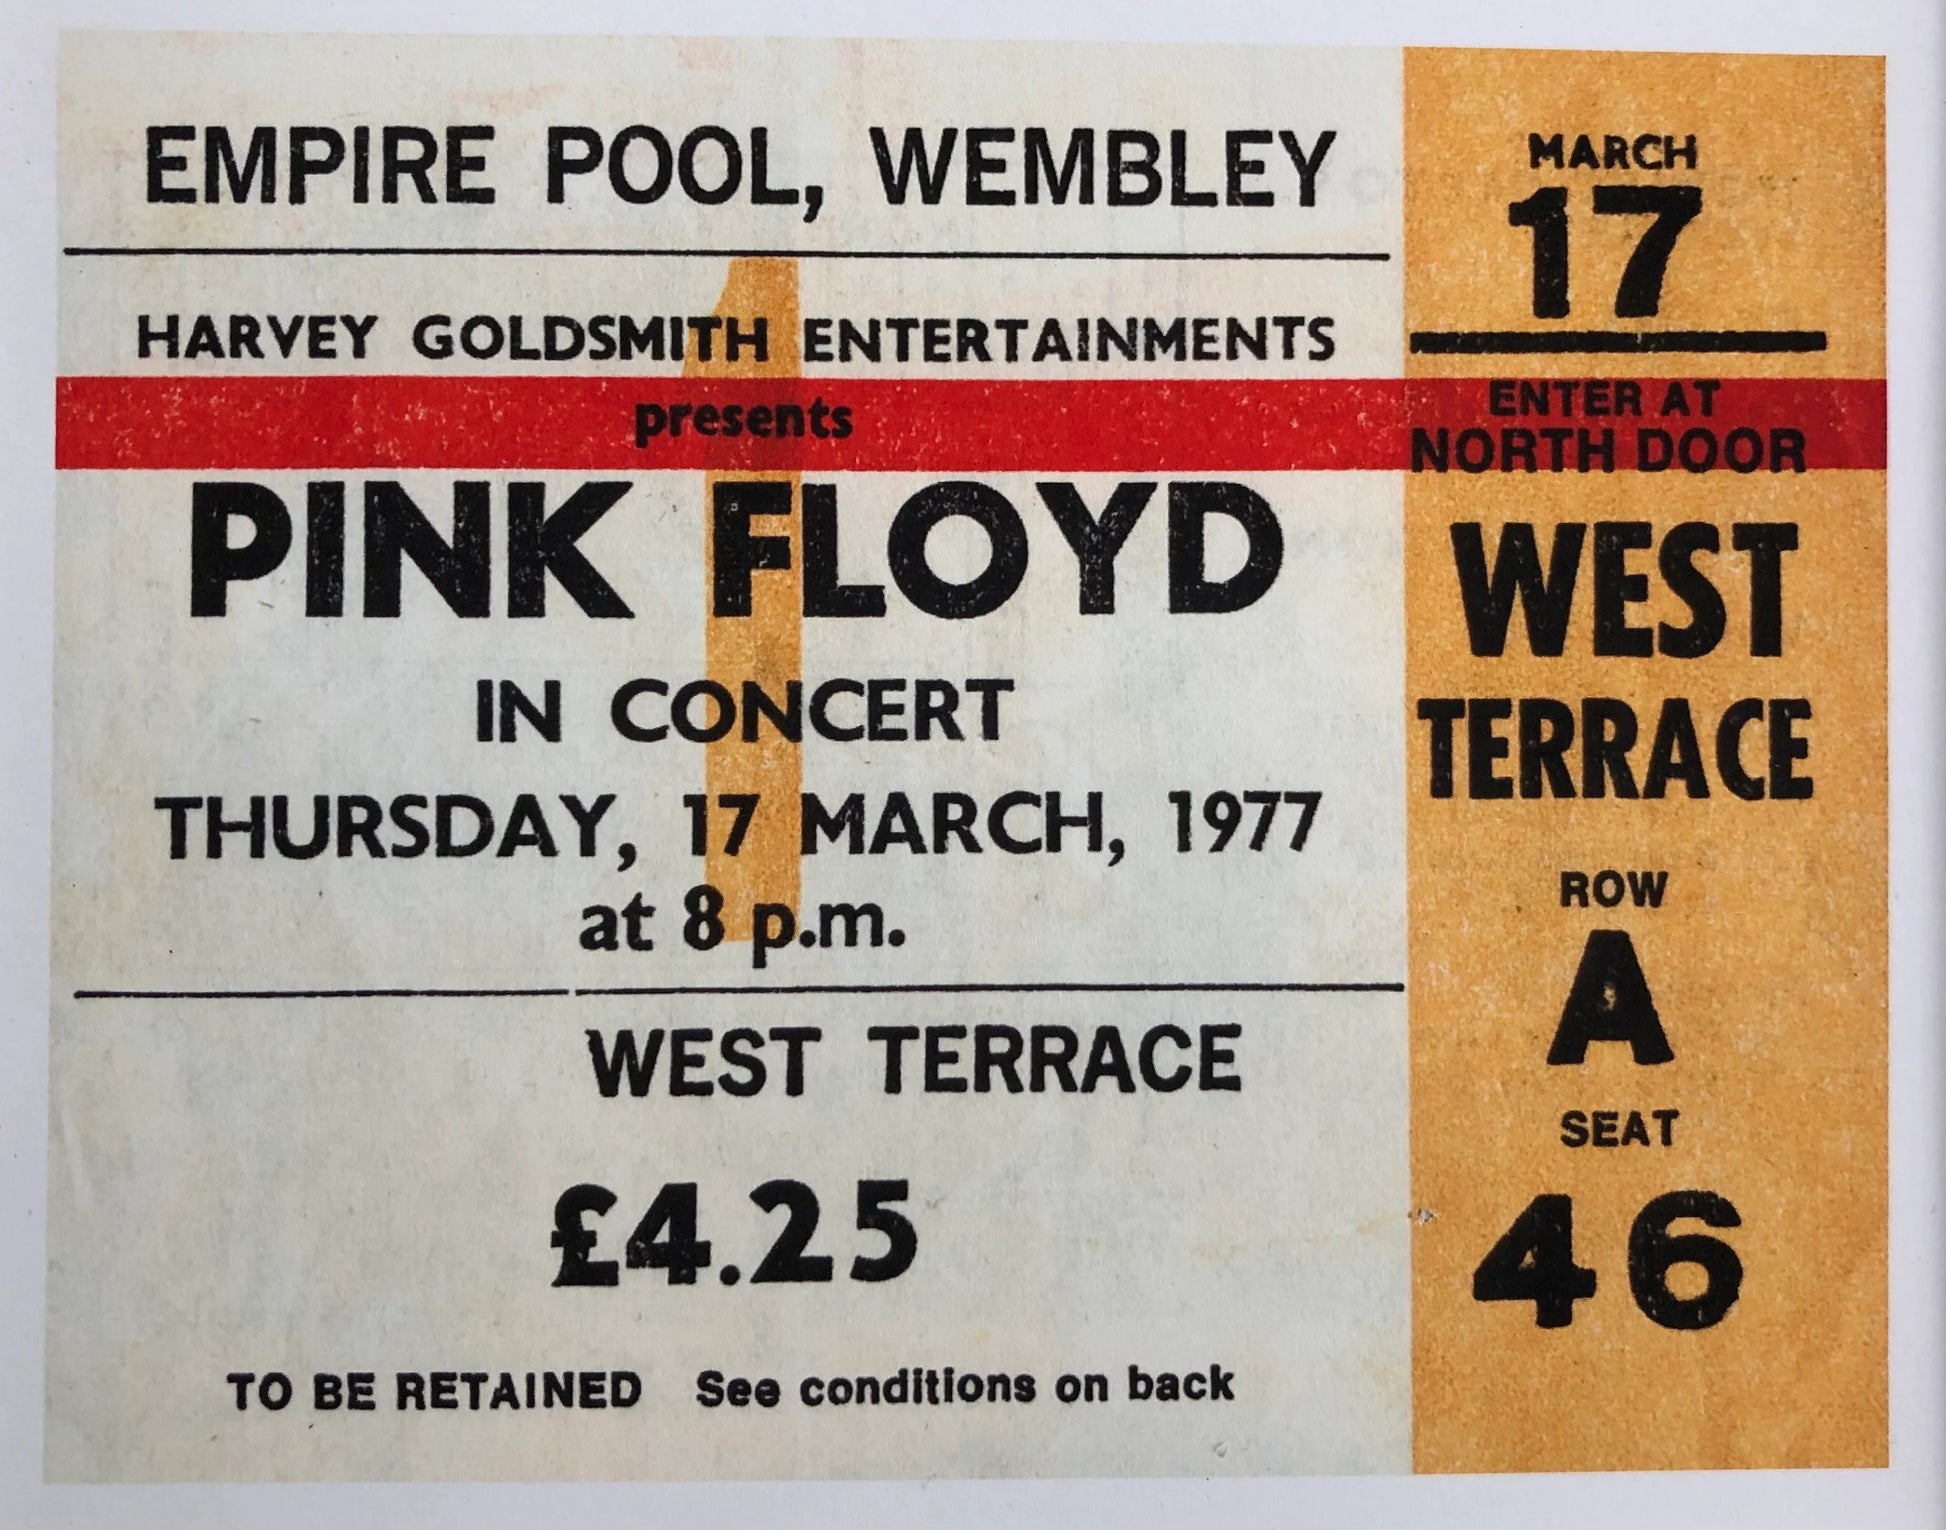 EMPIRE POOL, WEMBLEY
HARVEY GOLDSMITH ENTERTAINMENTS
presents
PINK FLOYD
IN CONCERT
THURSDAY, 17 MARCH, 1977
at 8 p.m.
WEST TERRACE
£4.25
TO BE RETAINED See conditions on back
1
MARCH
17
ENTER AT
NORTH DOOR
WEST
TERRACE
ROW
A
SEAT
46